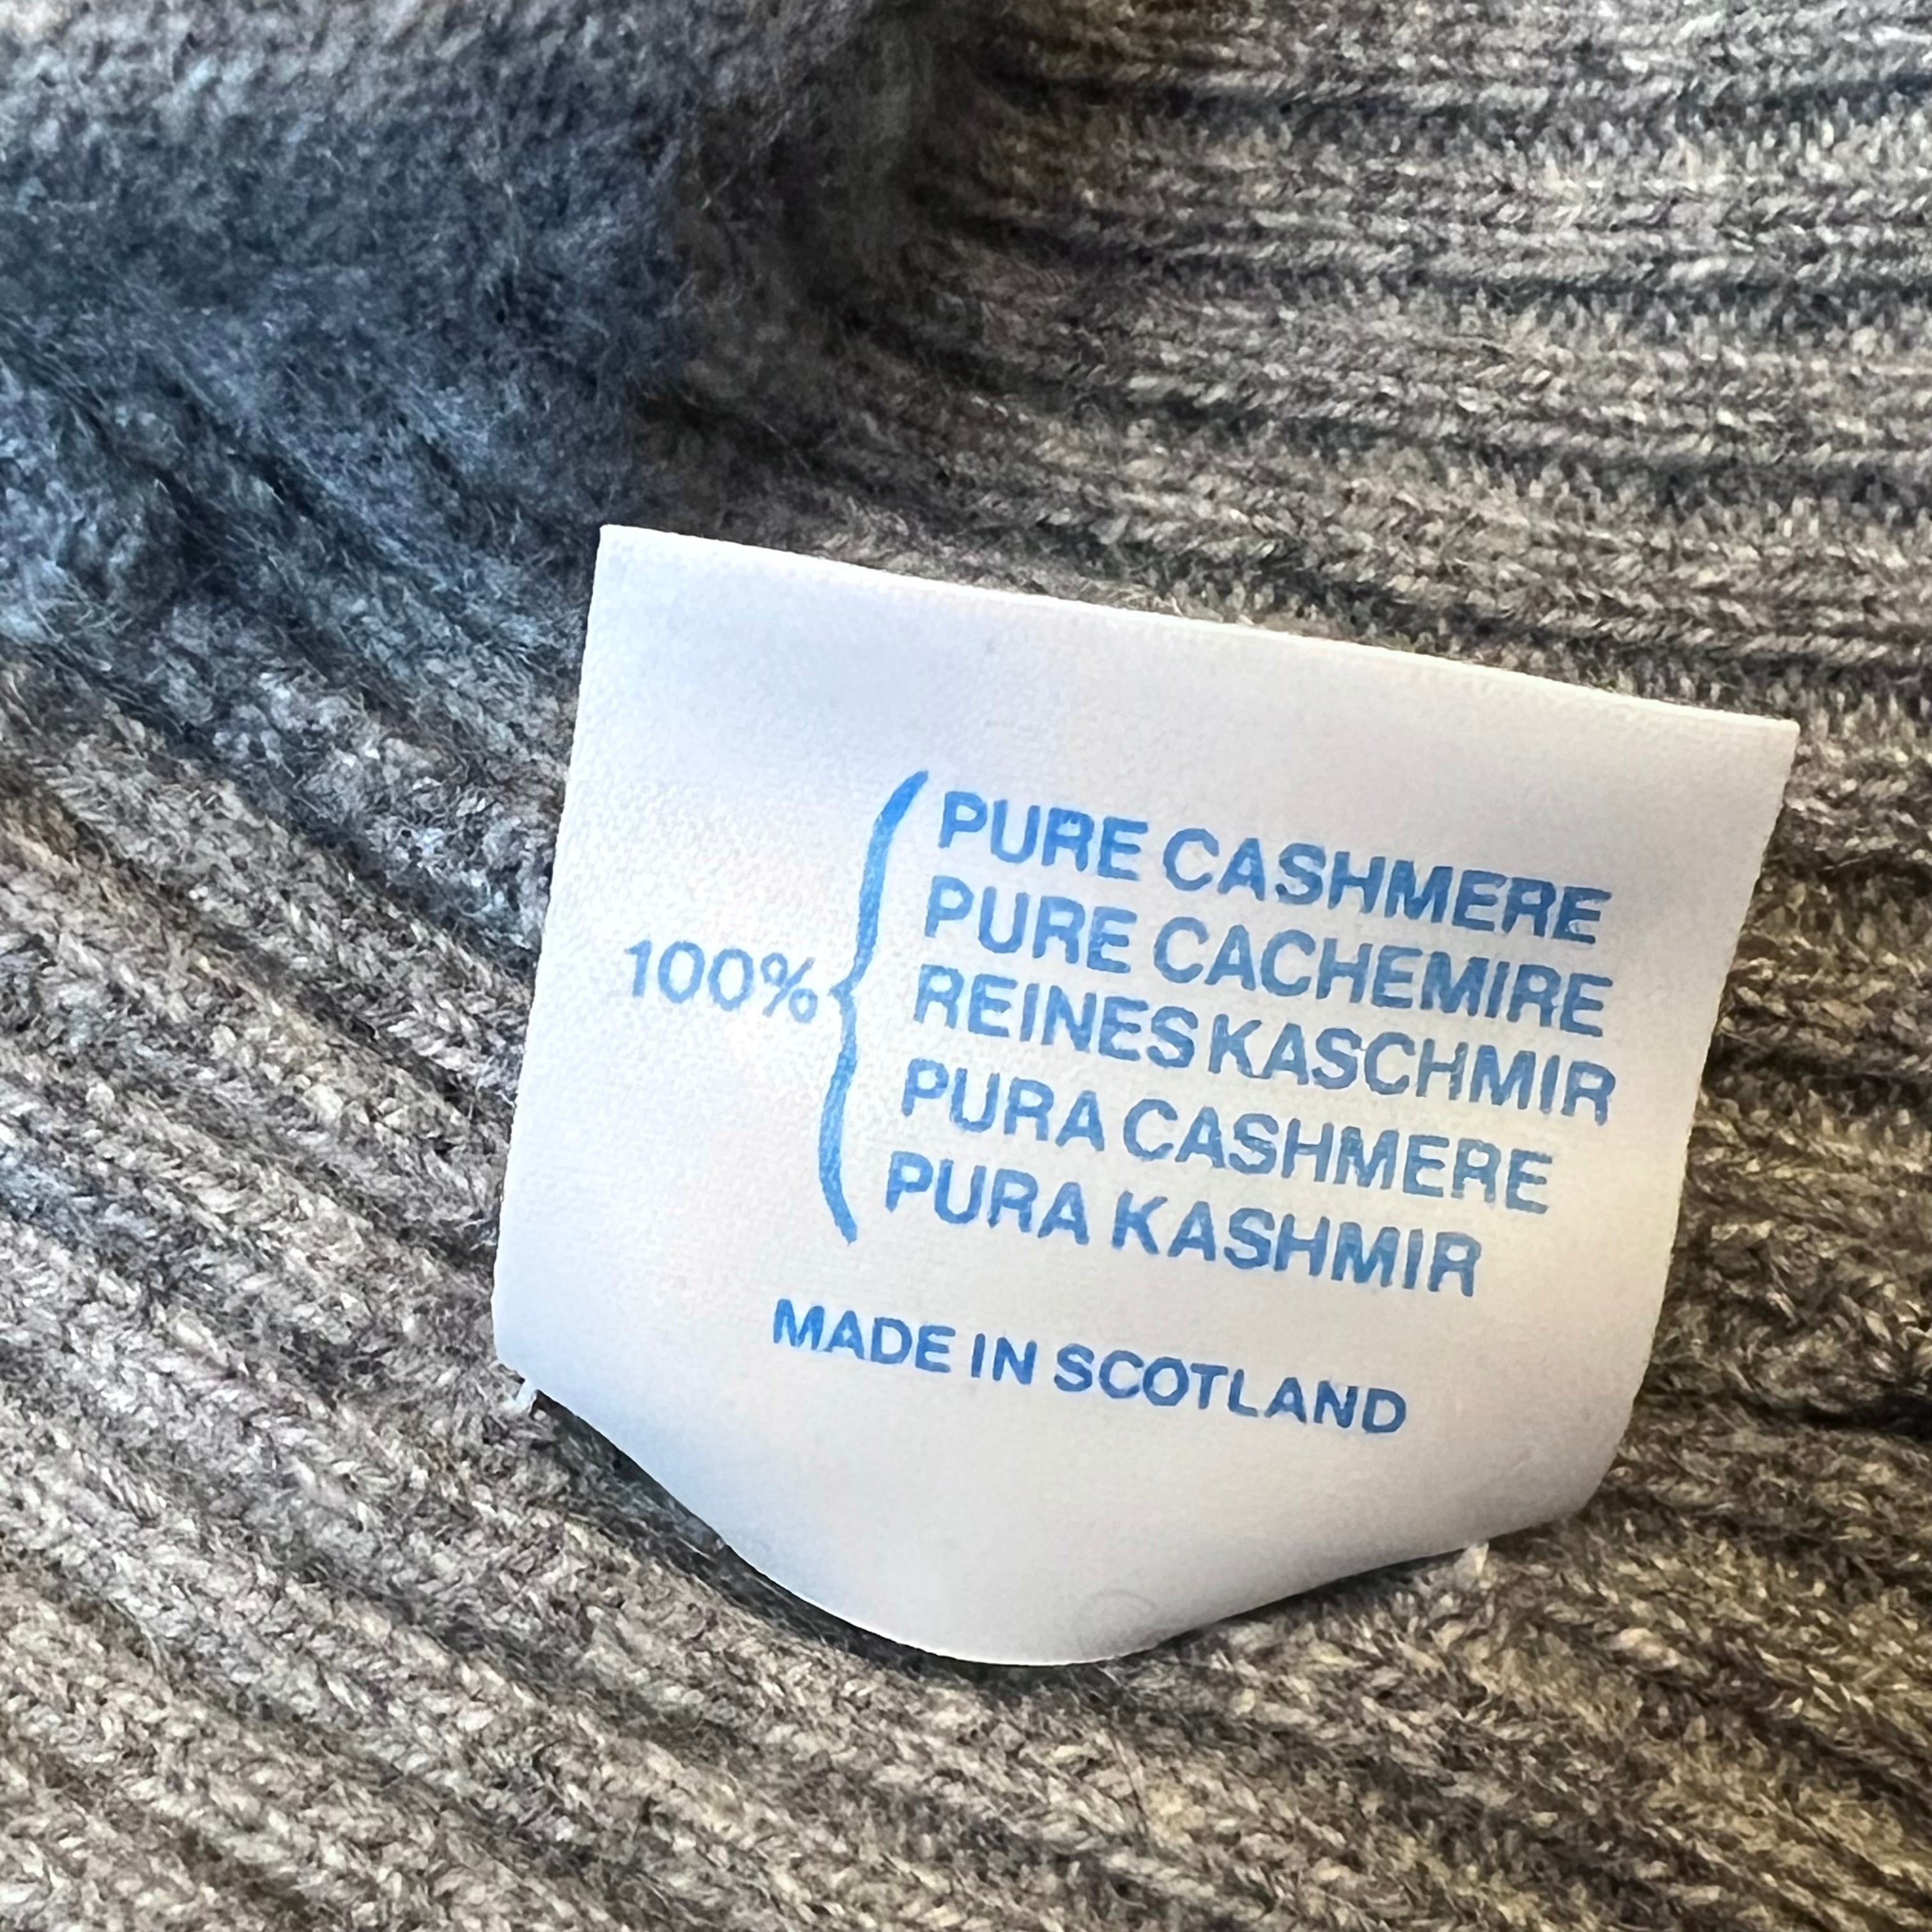 100%
PURE CASHMERE
PURE CACHEMIRE
REINES KASCHMIR
PURA CASHMERE
PURA KASHMIR
MADE IN SCOTLAND